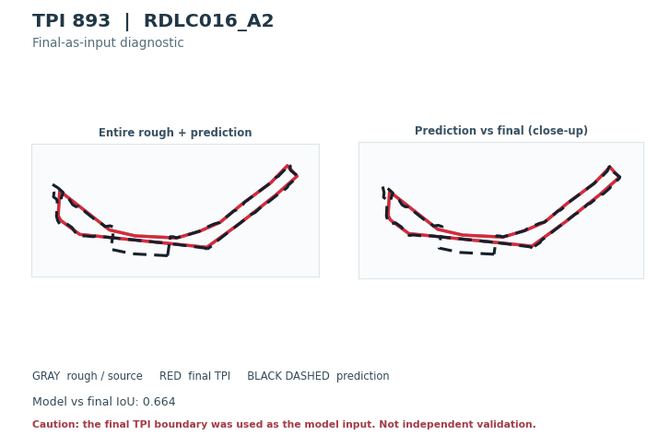 TPI 893 | RDLC016_A2
Final-as-input diagnostic
Entire rough + prediction
Prediction vs final (close-up)
GRAY rough / source RED final TPI BLACK DASHED prediction
Model vs final IoU: 0.664
Caution: the final TPI boundary was used as the model input. Not independent validation.